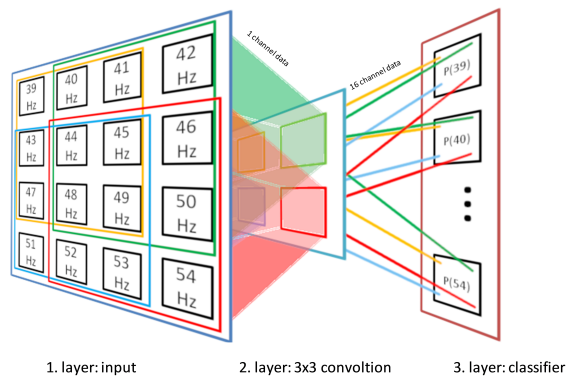 39
Hz
40
Hz
41
Hz
42
Hz
43
Hz
44
Hz
45
Hz
46
Hz
47
Hz
48
Hz
49
Hz
50
Hz
51
Hz
52
Hz
53
Hz
54
Hz
1 channel data
16 channel data
P(39)
P(40)
P(54)
1. layer: input
2. layer: 3x3 convoltion
3. layer: classifier